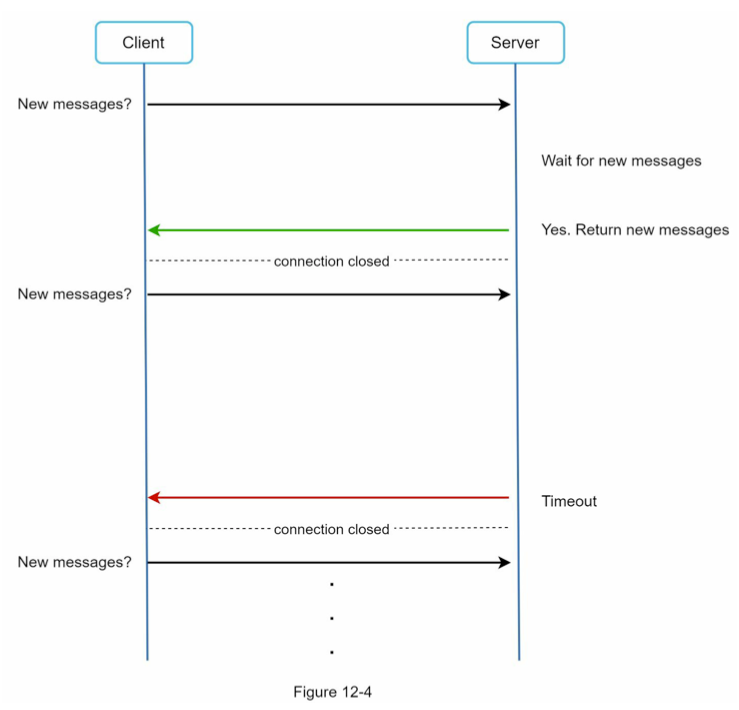 Client
Server
New messages?
Wait for new messages
Yes. Return new messages
connection closed
New messages?
Timeout
connection closed
New messages?
Figure 12-4